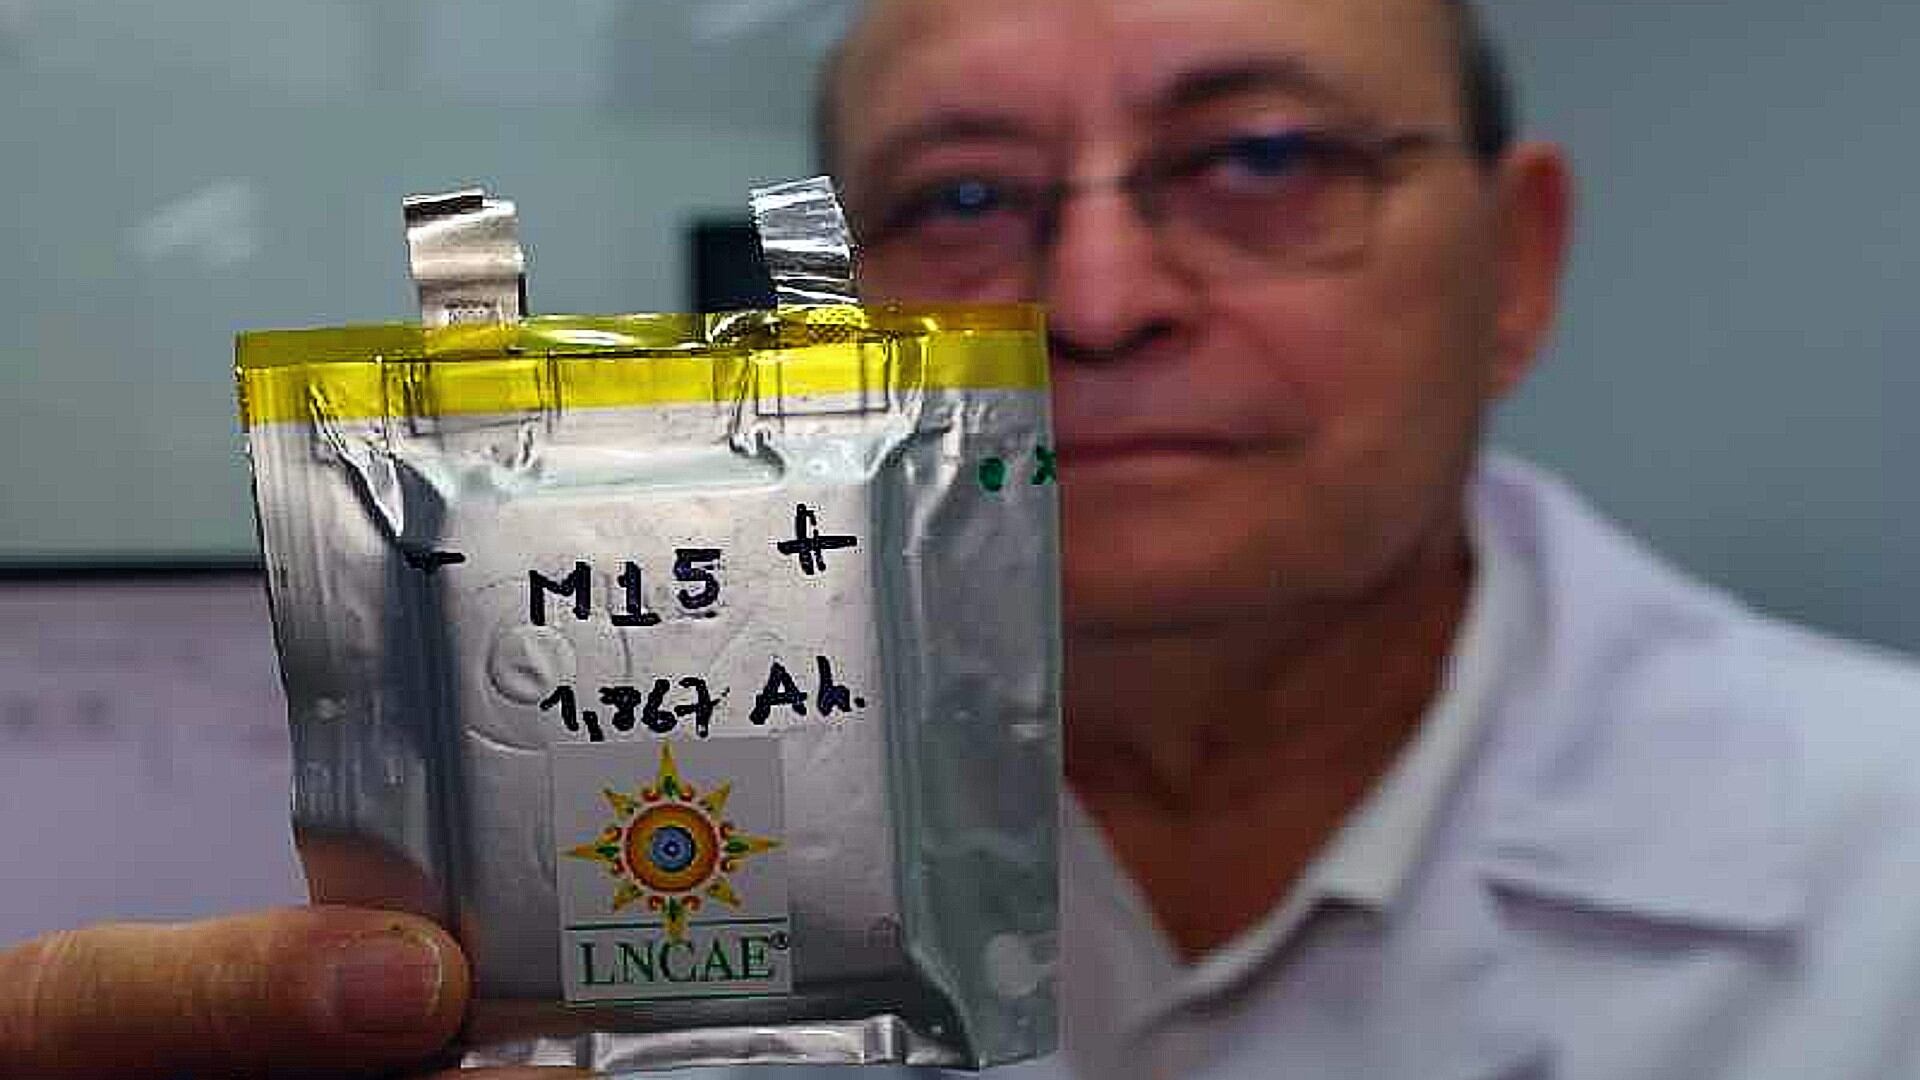 - M15 +
1,867 Ah.
LNCAE®